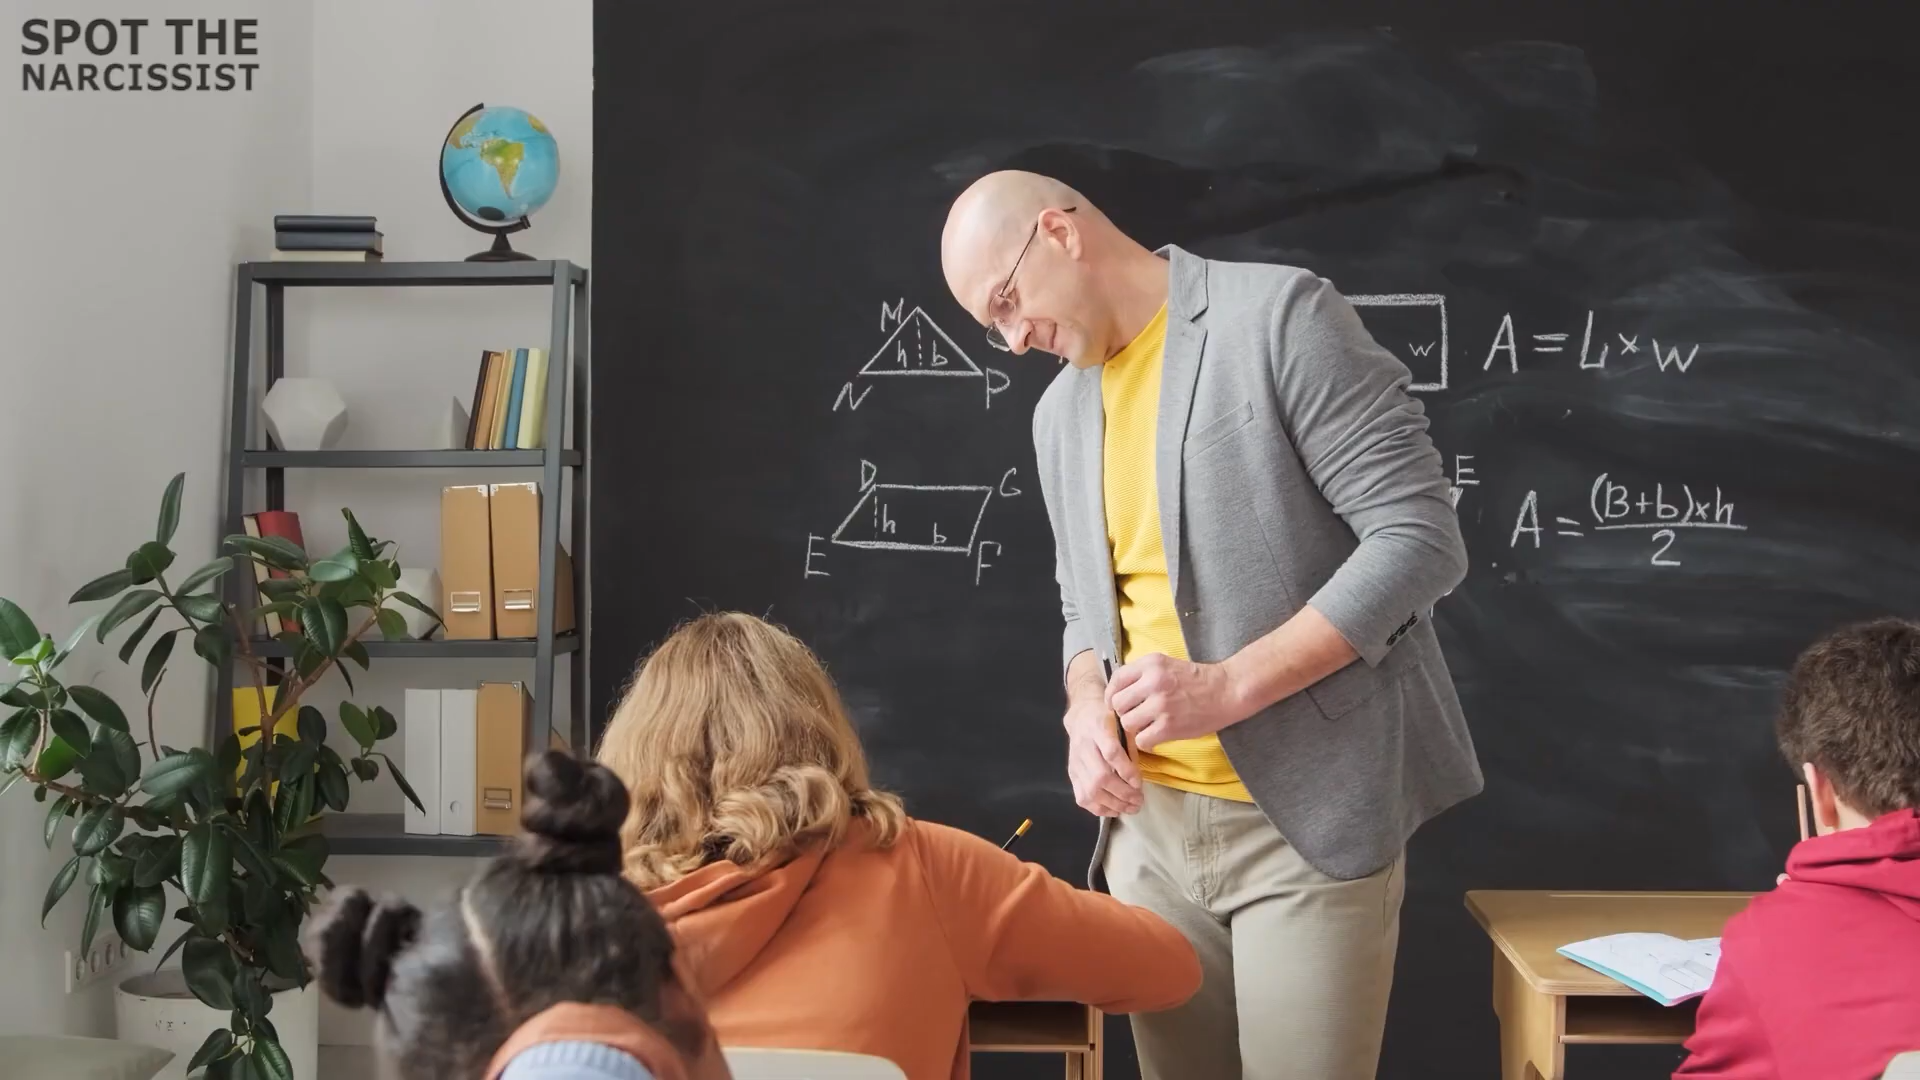 SPOT THE
NARCISSIST
M
h b
N P
w
A = L × w
D G
h b
E F
E
A = (B+b)×h
2